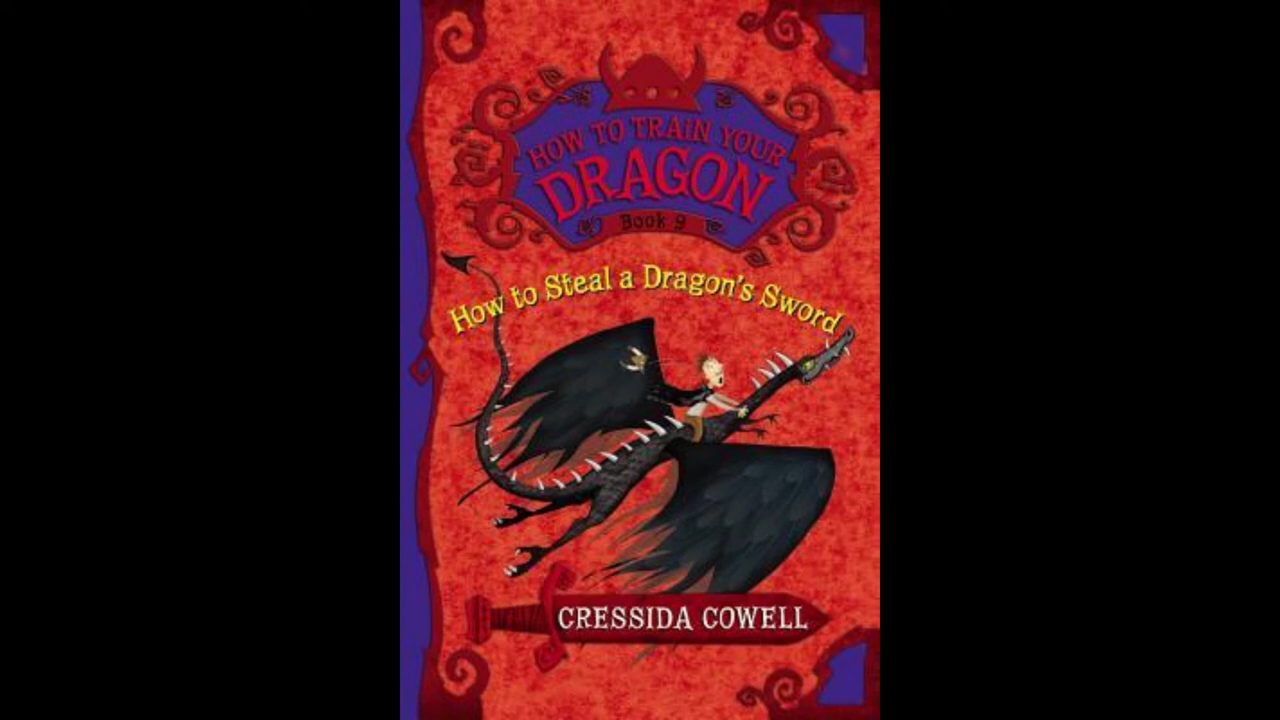 HOW TO TRAIN YOUR
DRAGON
Book 9
How to Steal a Dragon's Sword
CRESSIDA COWELL